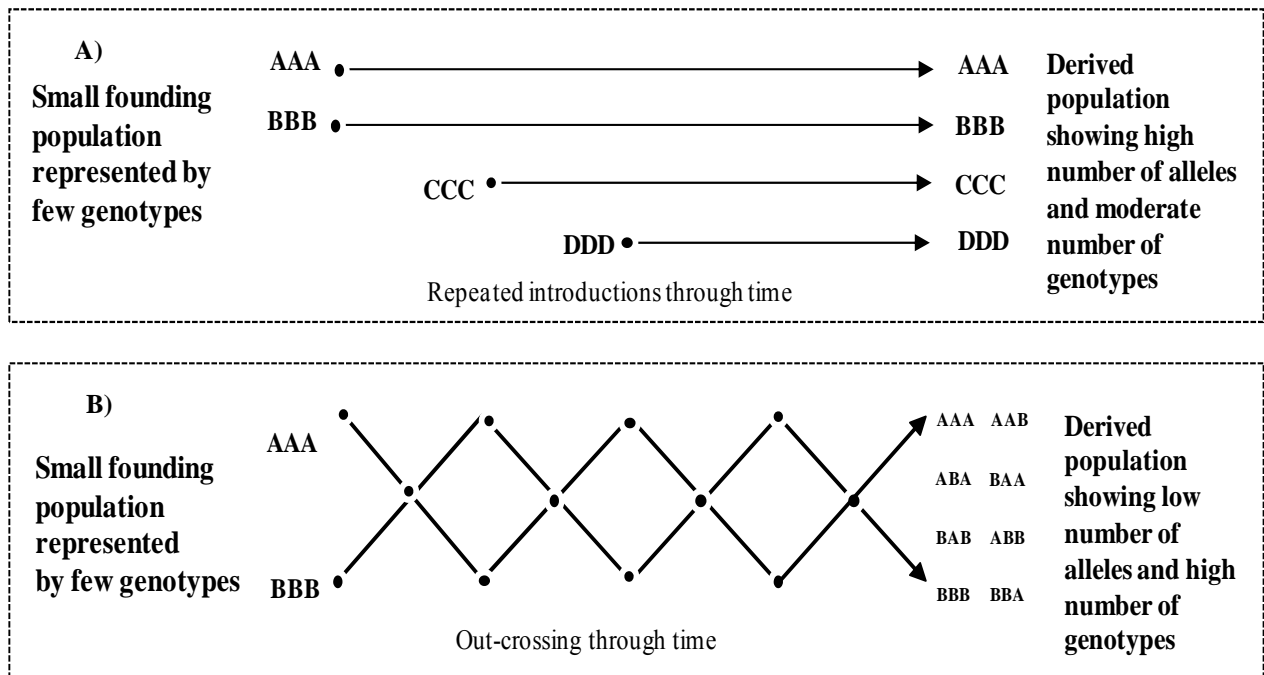 A)
Small founding
population
represented by
few genotypes
AAA
BBB
CCC
DDD
Repeated introductions through time
AAA
BBB
CCC
DDD
Derived
population
showing high
number of alleles
and moderate
number of
genotypes
B)
Small founding
population
represented
by few genotypes
AAA
BBB
Out-crossing through time
AAA AAB
ABA BAA
BAB ABB
BBB BBA
Derived
population
showing low
number of
alleles and high
number of
genotypes